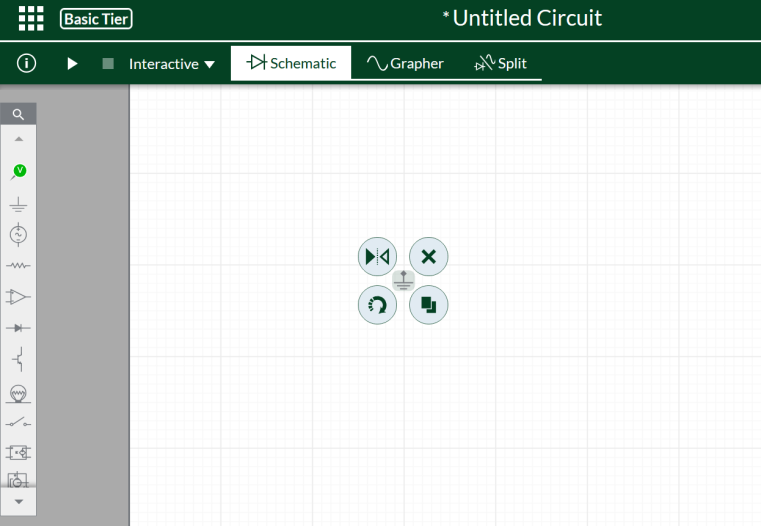 Basic Tier
*Untitled Circuit
Interactive
Schematic
Grapher
Split
V